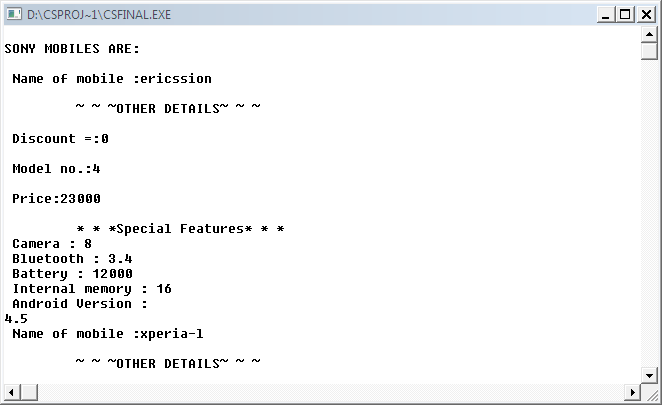 D:\CSPROJ~1\CSFINAL.EXE
SONY MOBILES ARE:
Name of mobile :ericssion
~ ~ ~OTHER DETAILS~ ~ ~
Discount =:0
Model no.:4
Price:23000
* * *Special Features* * *
Camera : 8
Bluetooth : 3.4
Battery : 12000
Internal memory : 16
Android Version :
4.5
Name of mobile :xperia-l
~ ~ ~OTHER DETAILS~ ~ ~